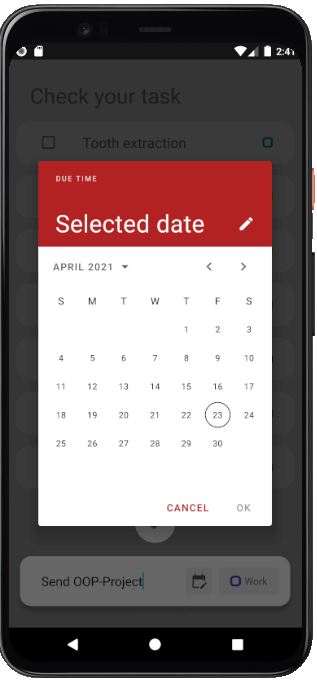 2:4
Check your task
Tooth extraction
DUE TIME
Selected date
APRIL 2021
S M T W T F S
1 2 3
4 5 6 7 8 9 10
11 12 13 14 15 16 17
18 19 20 21 22 23 24
25 26 27 28 29 30
CANCEL OK
Send OOP-Project Work